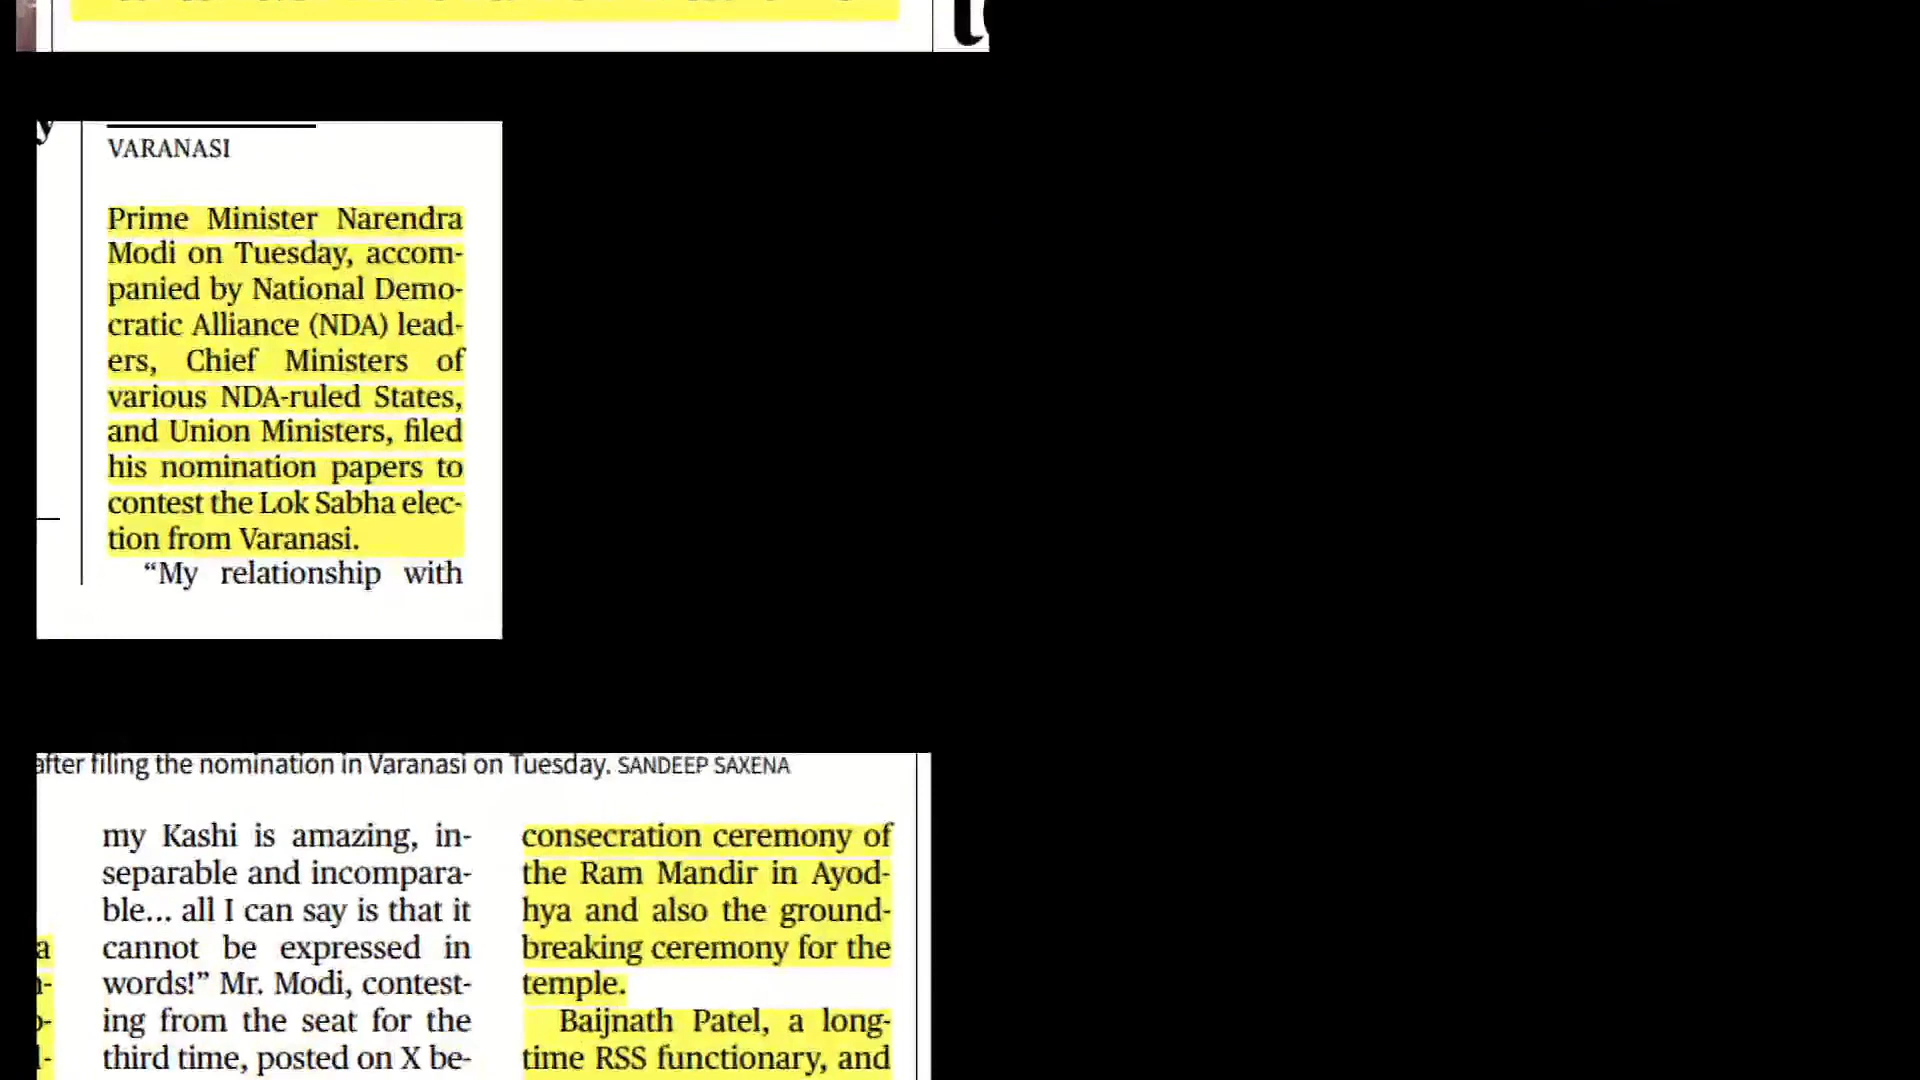 VARANASI
Prime Minister Narendra
Modi on Tuesday, accom-
panied by National Demo-
cratic Alliance (NDA) lead-
ers, Chief Ministers of
various NDA-ruled States,
and Union Ministers, filed
his nomination papers to
contest the Lok Sabha elec-
tion from Varanasi.
“My relationship with
after filing the nomination in Varanasi on Tuesday. SANDEEP SAXENA
my Kashi is amazing, in-
separable and incompara-
ble... all I can say is that it
cannot be expressed in
words!” Mr. Modi, contest-
ing from the seat for the
third time, posted on X be-
consecration ceremony of
the Ram Mandir in Ayod-
hya and also the ground-
breaking ceremony for the
temple.
Baijnath Patel, a long-
time RSS functionary, and